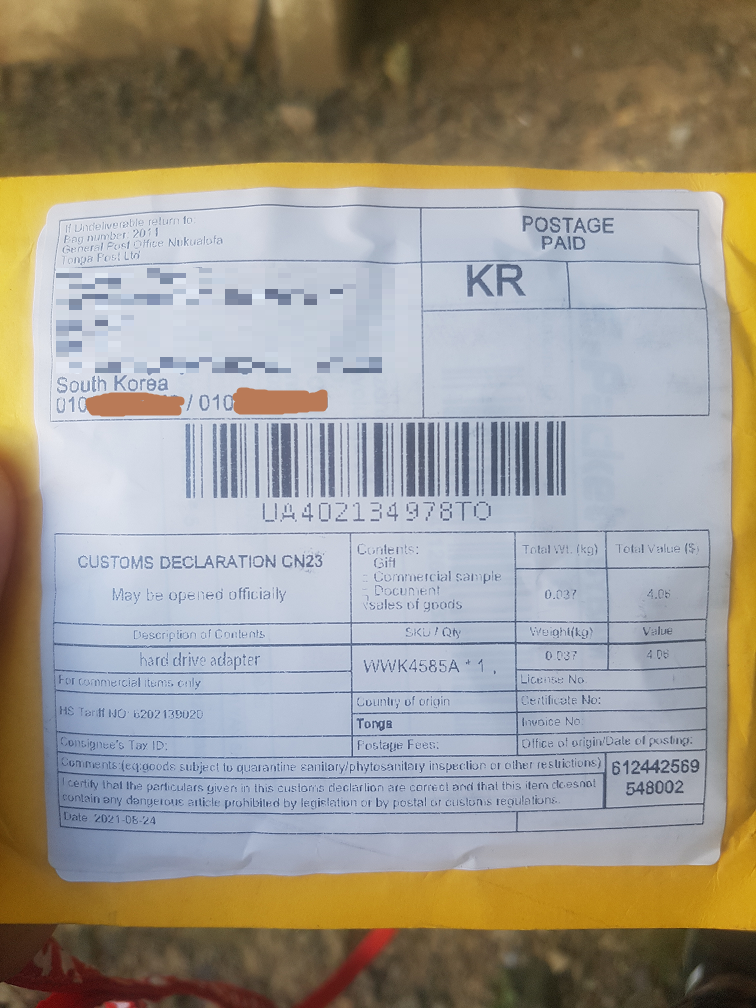 If Undeliverable return to
Bag number. 2011
General Post Office Nukualofa
Tonga Post Ltd
POSTAGE
PAID
KR
South Korea
010 / 010
UA402134978TO
CUSTOMS DECLARATION CN23
May be opened officially
Contents:
Gift
Commercial sample
Document
√sales of goods
Total Wt. (kg)
Total Value ($)
0.037
4.06
Description of Contents
SKU / Qty
Weight(kg)
Value
hard drive adapter
WWK4585A * 1 ,
0.037
4.06
For commercial items only
License No.
HS Tariff NO: 6202139020
Country of origin
Certificate No:
Tonga
Invoice No.
Consignee's Tax ID:
Postage Fees:
Office of origin/Date of posting:
Comments:(eq:goods subject to quarantine sanitary/phytosanitary inspection or other restrictions)
612442569
548002
I certify that the particulars given in this customs declartion are correct and that this item doesnot
contain any dangerous article prohibited by legislation or by postal or customs regulations.
Date: 2021-08-24